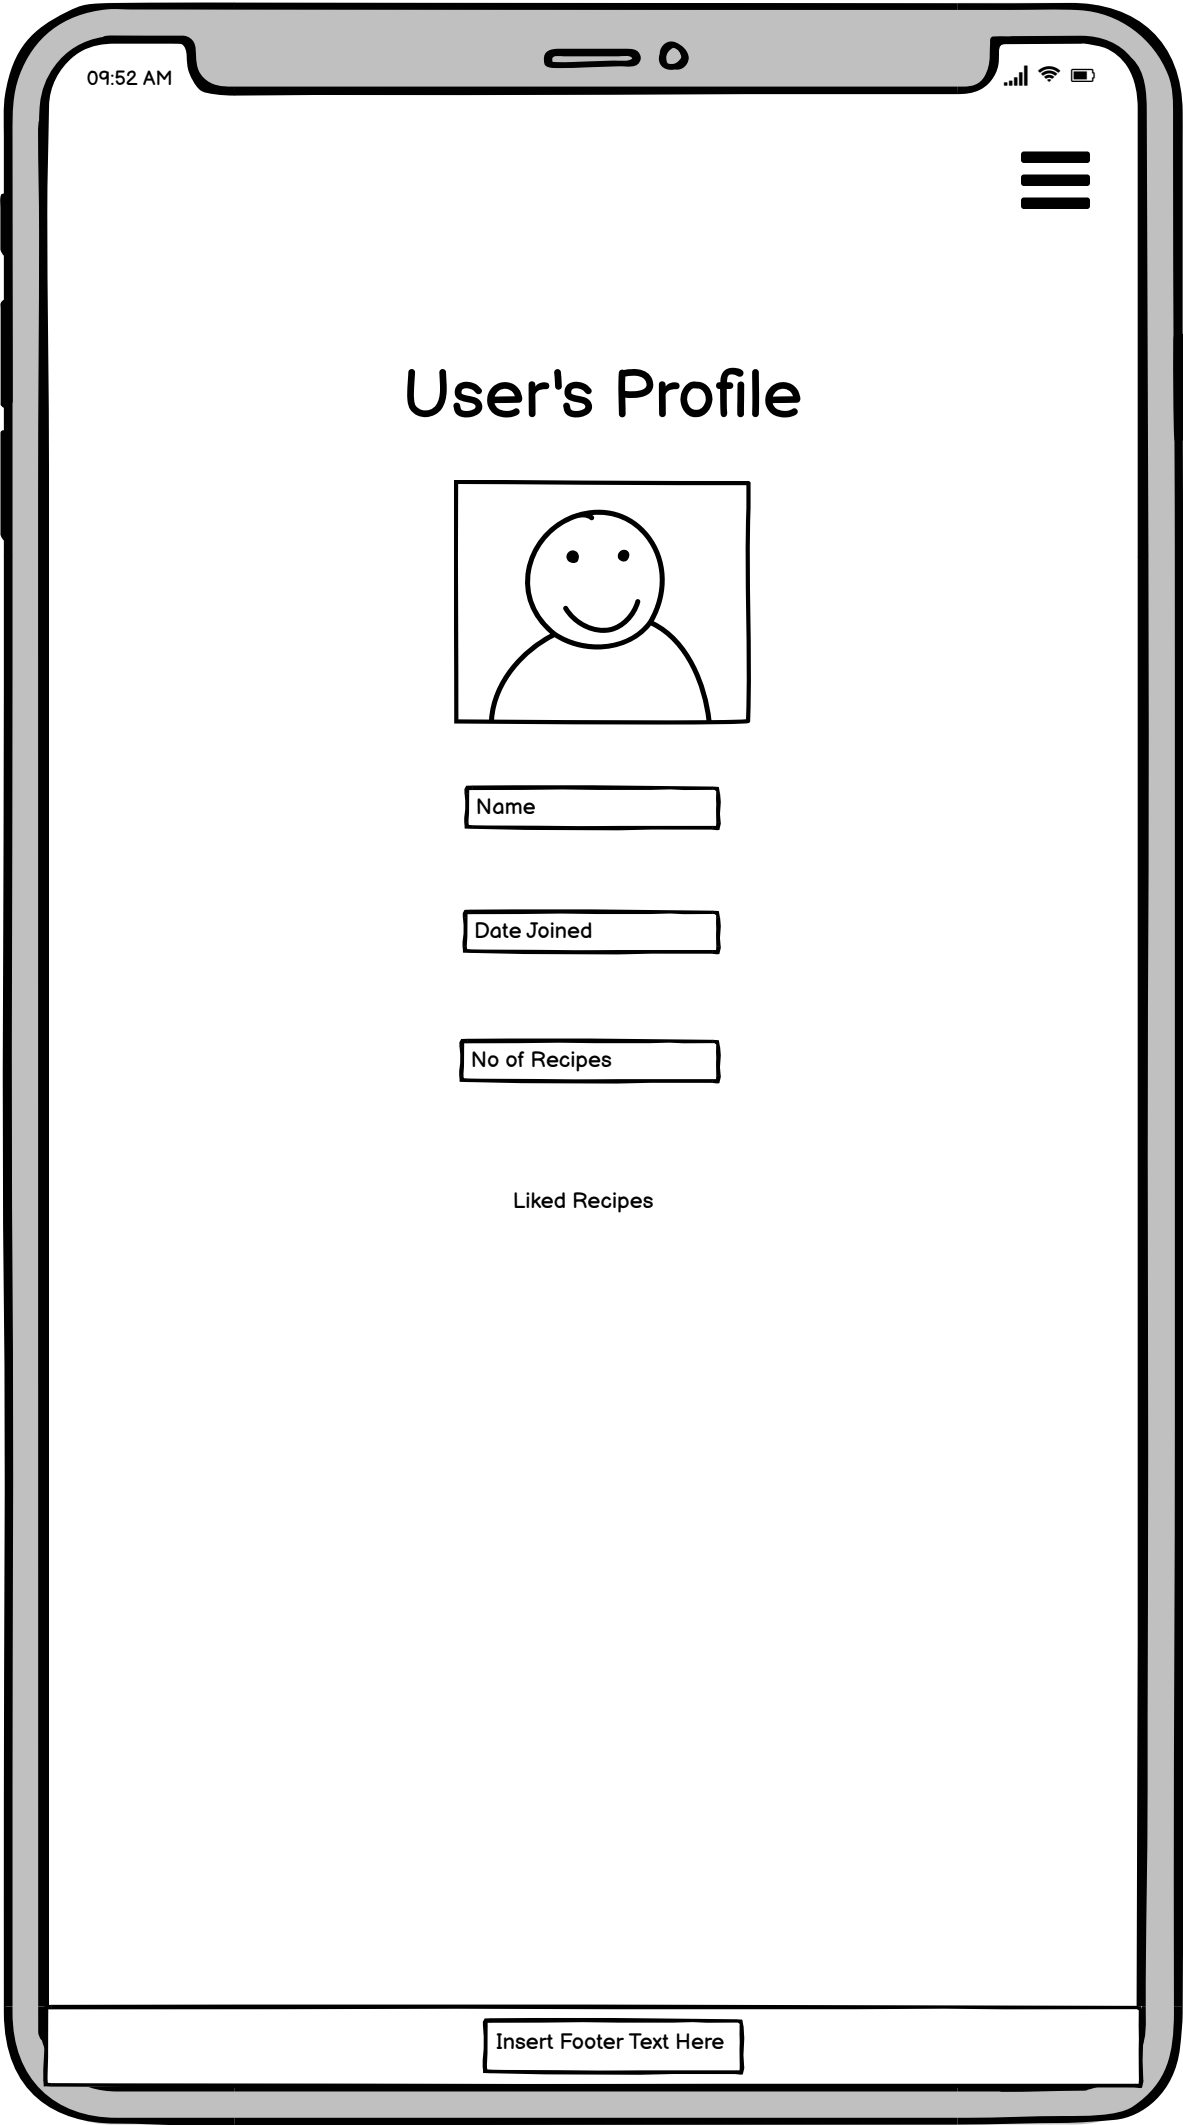 09:52 AM
User's Profile
Name
Date Joined
No of Recipes
Liked Recipes
Insert Footer Text Here